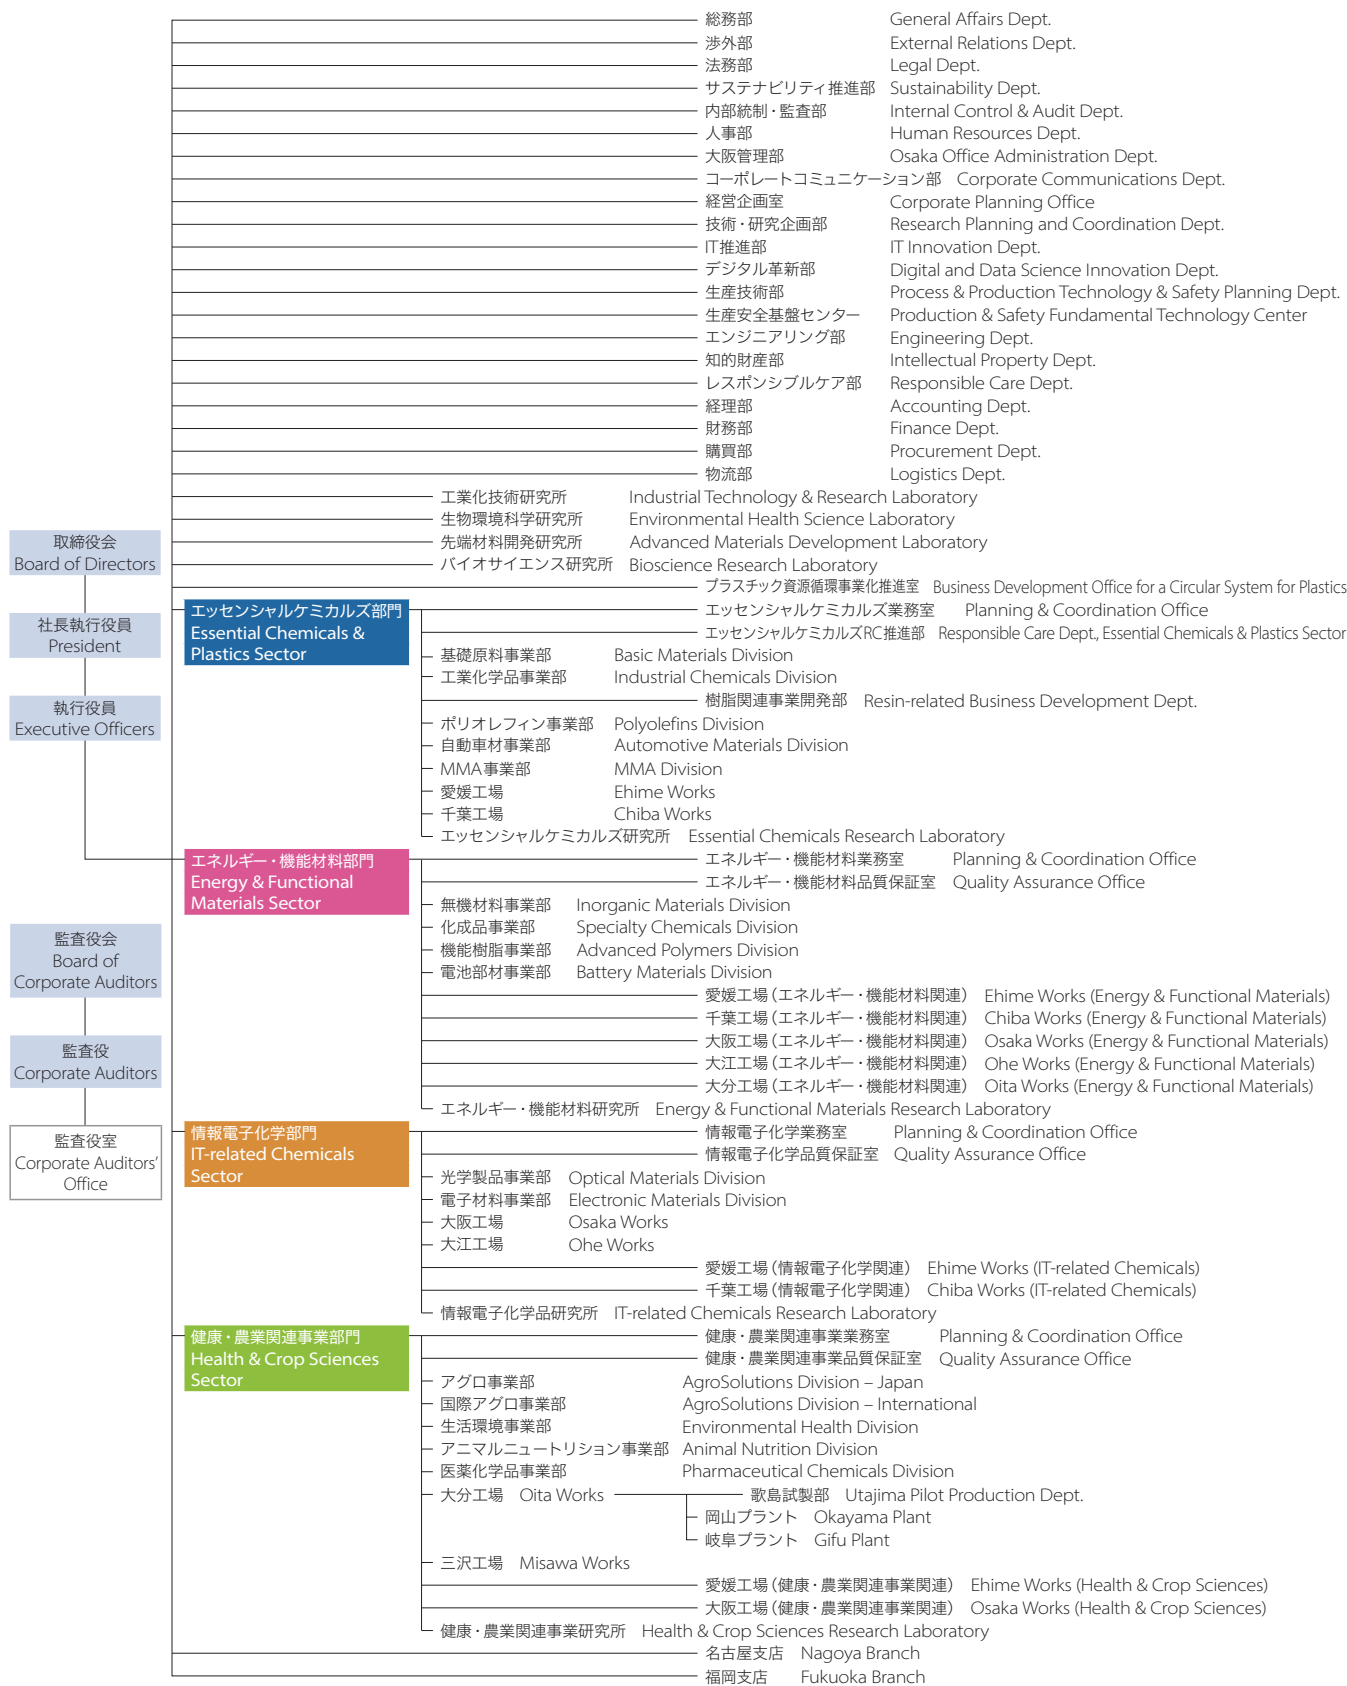 総務部 General Affairs Dept.
渉外部 External Relations Dept.
法務部 Legal Dept.
サステナビリティ推進部 Sustainability Dept.
内部統制・監査部 Internal Control & Audit Dept.
人事部 Human Resources Dept.
大阪管理部 Osaka Office Administration Dept.
コーポレートコミュニケーション部 Corporate Communications Dept.
経営企画室 Corporate Planning Office
技術・研究企画部 Research Planning and Coordination Dept.
IT推進部 IT Innovation Dept.
デジタル革新部 Digital and Data Science Innovation Dept.
生産技術部 Process & Production Technology & Safety Planning Dept.
生産安全基盤センター Production & Safety Fundamental Technology Center
エンジニアリング部 Engineering Dept.
知的財産部 Intellectual Property Dept.
レスポンシブルケア部 Responsible Care Dept.
経理部 Accounting Dept.
財務部 Finance Dept.
購買部 Procurement Dept.
物流部 Logistics Dept.
工業化技術研究所 Industrial Technology & Research Laboratory
生物環境科学研究所 Environmental Health Science Laboratory
先端材料開発研究所 Advanced Materials Development Laboratory
バイオサイエンス研究所 Bioscience Research Laboratory
プラスチック資源循環事業化推進室 Business Development Office for a Circular System for Plastics
取締役会
Board of Directors
社長執行役員
President
執行役員
Executive Officers
監査役会
Board of
Corporate Auditors
監査役
Corporate Auditors
監査役室
Corporate Auditors'
Office
エッセンシャルケミカルズ部門
Essential Chemicals &
Plastics Sector
エッセンシャルケミカルズ業務室 Planning & Coordination Office
エッセンシャルケミカルズRC推進部 Responsible Care Dept., Essential Chemicals & Plastics Sector
基礎原料事業部 Basic Materials Division
工業化学品事業部 Industrial Chemicals Division
樹脂関連事業開発部 Resin-related Business Development Dept.
ポリオレフィン事業部 Polyolefins Division
自動車材事業部 Automotive Materials Division
MMA事業部 MMA Division
愛媛工場 Ehime Works
千葉工場 Chiba Works
エッセンシャルケミカルズ研究所 Essential Chemicals Research Laboratory
エネルギー・機能材料部門
Energy & Functional
Materials Sector
エネルギー・機能材料業務室 Planning & Coordination Office
エネルギー・機能材料品質保証室 Quality Assurance Office
無機材料事業部 Inorganic Materials Division
化成品事業部 Specialty Chemicals Division
機能樹脂事業部 Advanced Polymers Division
電池部材事業部 Battery Materials Division
愛媛工場（エネルギー・機能材料関連） Ehime Works (Energy & Functional Materials)
千葉工場（エネルギー・機能材料関連） Chiba Works (Energy & Functional Materials)
大阪工場（エネルギー・機能材料関連） Osaka Works (Energy & Functional Materials)
大江工場（エネルギー・機能材料関連） Ohe Works (Energy & Functional Materials)
大分工場（エネルギー・機能材料関連） Oita Works (Energy & Functional Materials)
エネルギー・機能材料研究所 Energy & Functional Materials Research Laboratory
情報電子化学部門
IT-related Chemicals
Sector
情報電子化学業務室 Planning & Coordination Office
情報電子化学品質保証室 Quality Assurance Office
光学製品事業部 Optical Materials Division
電子材料事業部 Electronic Materials Division
大阪工場 Osaka Works
大江工場 Ohe Works
愛媛工場（情報電子化学関連） Ehime Works (IT-related Chemicals)
千葉工場（情報電子化学関連） Chiba Works (IT-related Chemicals)
情報電子化学品研究所 IT-related Chemicals Research Laboratory
健康・農業関連事業部門
Health & Crop Sciences
Sector
健康・農業関連事業業務室 Planning & Coordination Office
健康・農業関連事業品質保証室 Quality Assurance Office
アグロ事業部 AgroSolutions Division – Japan
国際アグロ事業部 AgroSolutions Division – International
生活環境事業部 Environmental Health Division
アニマルニュートリション事業部 Animal Nutrition Division
医薬化学品事業部 Pharmaceutical Chemicals Division
大分工場 Oita Works 歌島試製部 Utajima Pilot Production Dept.
岡山プラント Okayama Plant
岐阜プラント Gifu Plant
三沢工場 Misawa Works
愛媛工場（健康・農業関連事業関連） Ehime Works (Health & Crop Sciences)
大阪工場（健康・農業関連事業関連） Osaka Works (Health & Crop Sciences)
健康・農業関連事業研究所 Health & Crop Sciences Research Laboratory
名古屋支店 Nagoya Branch
福岡支店 Fukuoka Branch